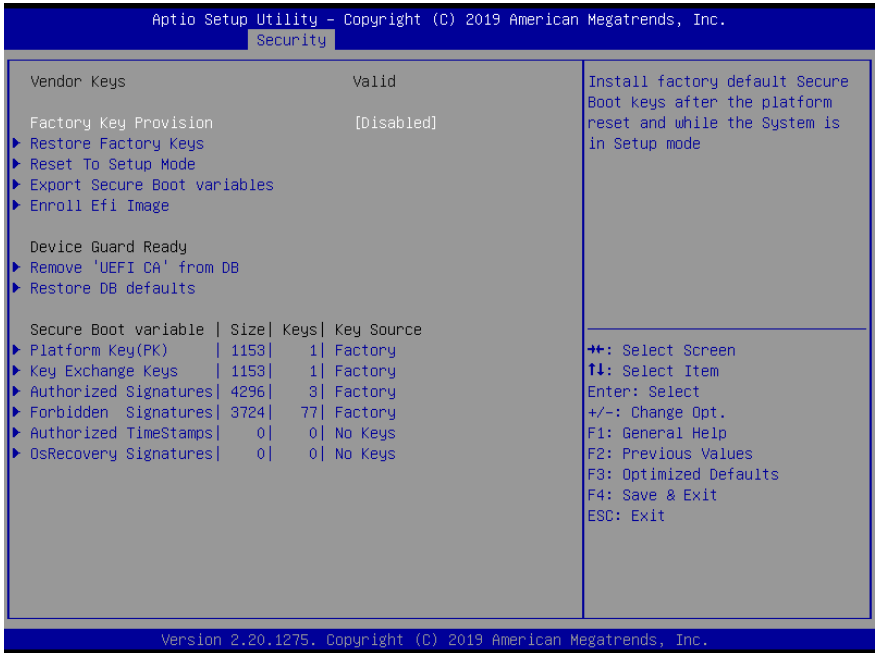 Aptio Setup Utility – Copyright (C) 2019 American Megatrends, Inc.
Security
Vendor Keys Valid
Factory Key Provision [Disabled]
Restore Factory Keys
Reset To Setup Mode
Export Secure Boot variables
Enroll Efi Image
Device Guard Ready
Remove 'UEFI CA' from DB
Restore DB defaults
Secure Boot variable | Size| Keys| Key Source
Platform Key(PK) | 1153| 1| Factory
Key Exchange Keys | 1153| 1| Factory
Authorized Signatures| 4296| 3| Factory
Forbidden Signatures| 3724| 77| Factory
Authorized TimeStamps| 0| 0| No Keys
OsRecovery Signatures| 0| 0| No Keys
Install factory default Secure
Boot keys after the platform
reset and while the System is
in Setup mode
→←: Select Screen
↑↓: Select Item
Enter: Select
+/-: Change Opt.
F1: General Help
F2: Previous Values
F3: Optimized Defaults
F4: Save & Exit
ESC: Exit
Version 2.20.1275. Copyright (C) 2019 American Megatrends, Inc.